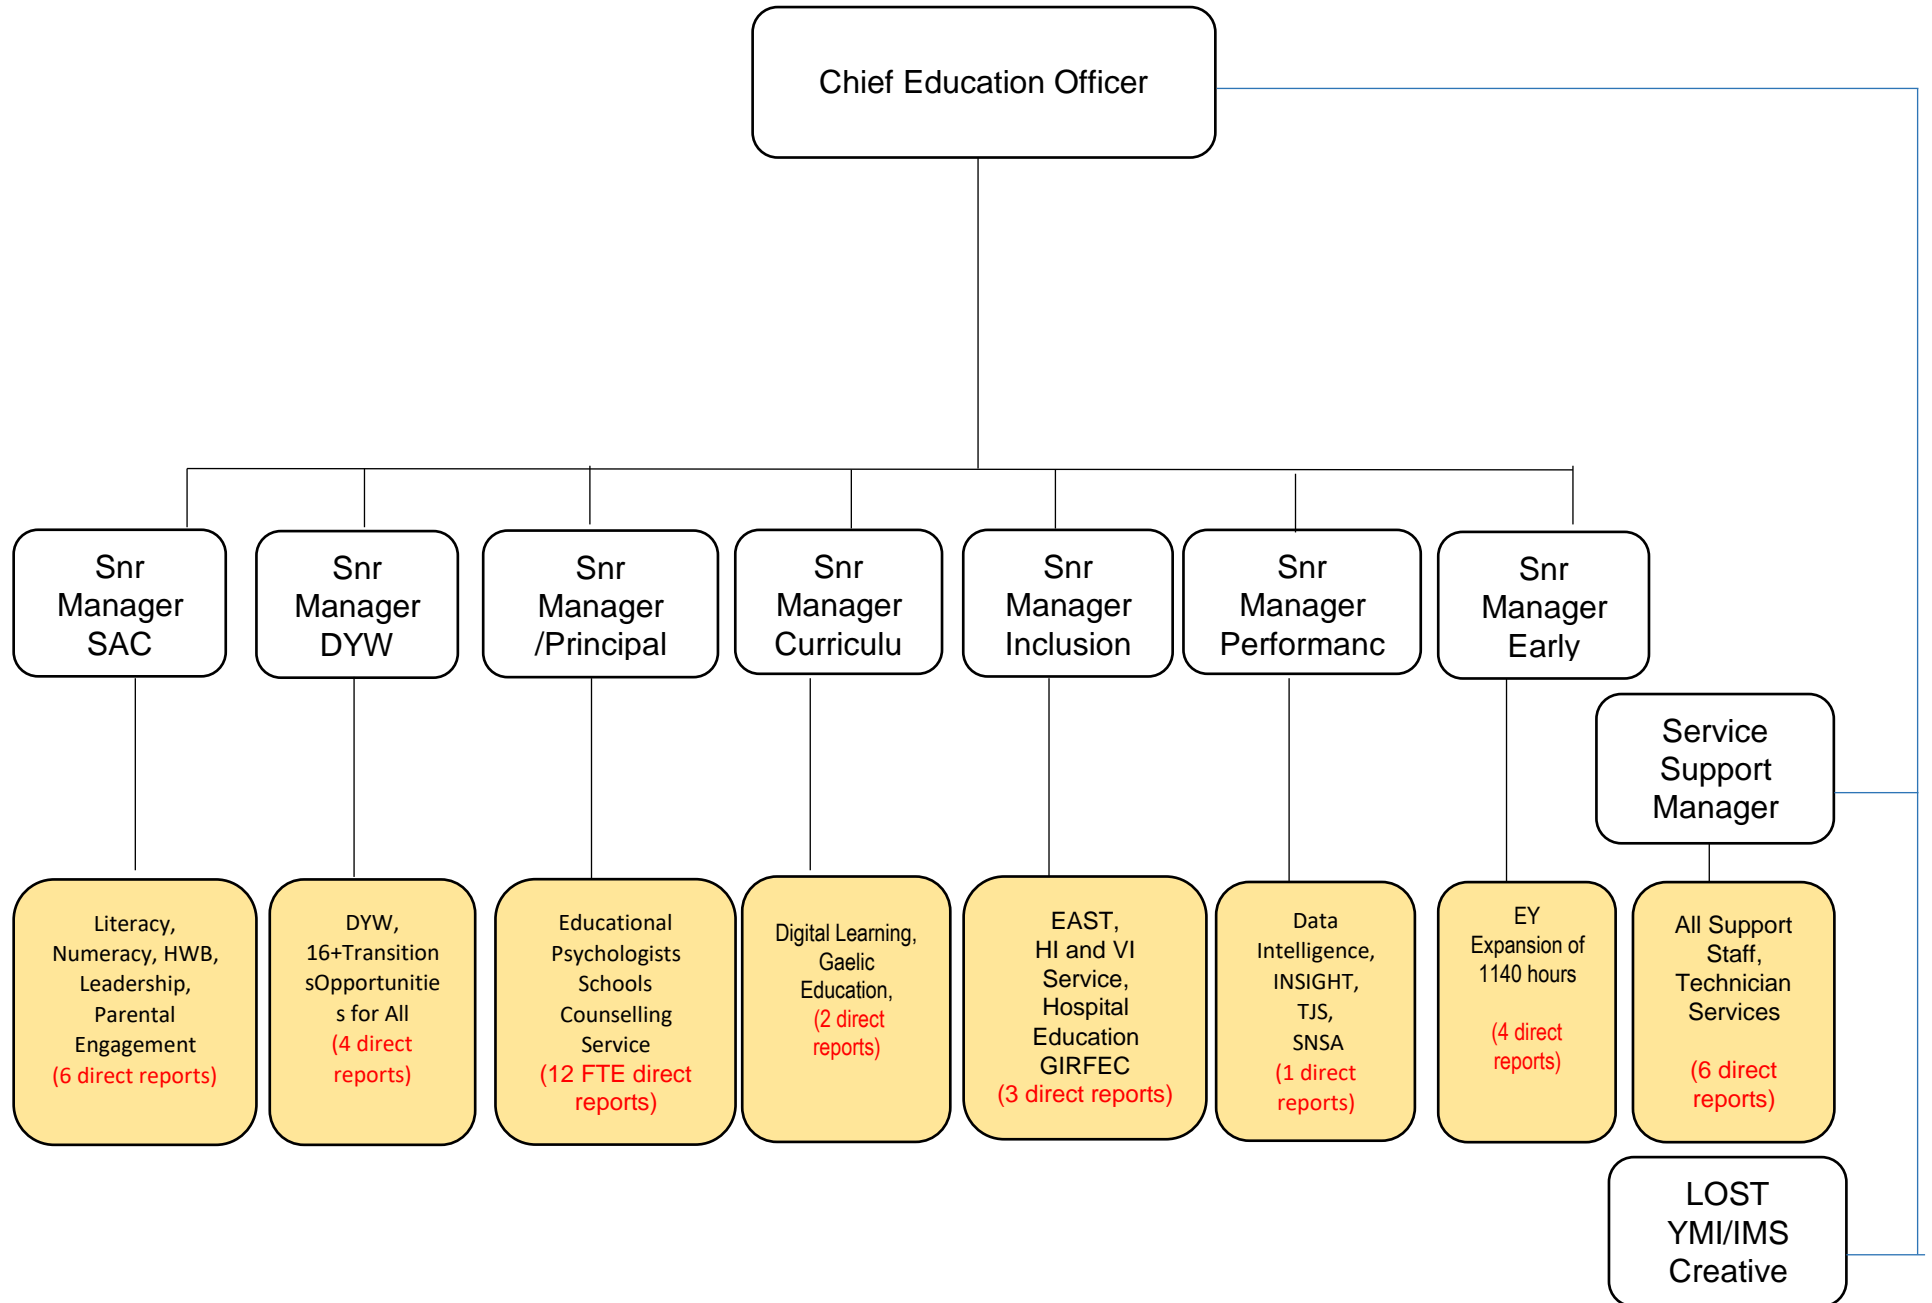 Chief Education Officer
Snr
Manager
SAC
Snr
Manager
DYW
Snr
Manager
/Principal
Snr
Manager
Curriculu
Snr
Manager
Inclusion
Snr
Manager
Performanc
Snr
Manager
Early
Service
Support
Manager
Literacy,
Numeracy, HWB,
Leadership,
Parental
Engagement
(6 direct reports)
DYW,
16+Transition
sOpportunitie
s for All
(4 direct
reports)
Educational
Psychologists
Schools
Counselling
Service
(12 FTE direct
reports)
Digital Learning,
Gaelic
Education,
(2 direct
reports)
EAST,
HI and VI
Service,
Hospital
Education
GIRFEC
(3 direct reports)
Data
Intelligence,
INSIGHT,
TJS,
SNSA
(1 direct
reports)
EY
Expansion of
1140 hours
(4 direct
reports)
All Support
Staff,
Technician
Services
(6 direct
reports)
LOST
YMI/IMS
Creative